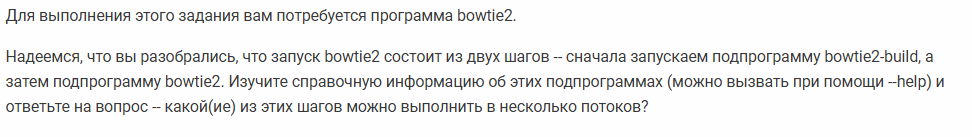 Для выполнения этого задания вам потребуется программа bowtie2.
Надеемся, что вы разобрались, что запуск bowtie2 состоит из двух шагов -- сначала запускаем подпрограмму bowtie2-build, а
затем подпрограмму bowtie2. Изучите справочную информацию об этих подпрограммах (можно вызвать при помощи --help) и
ответьте на вопрос -- какой(ие) из этих шагов можно выполнить в несколько потоков?